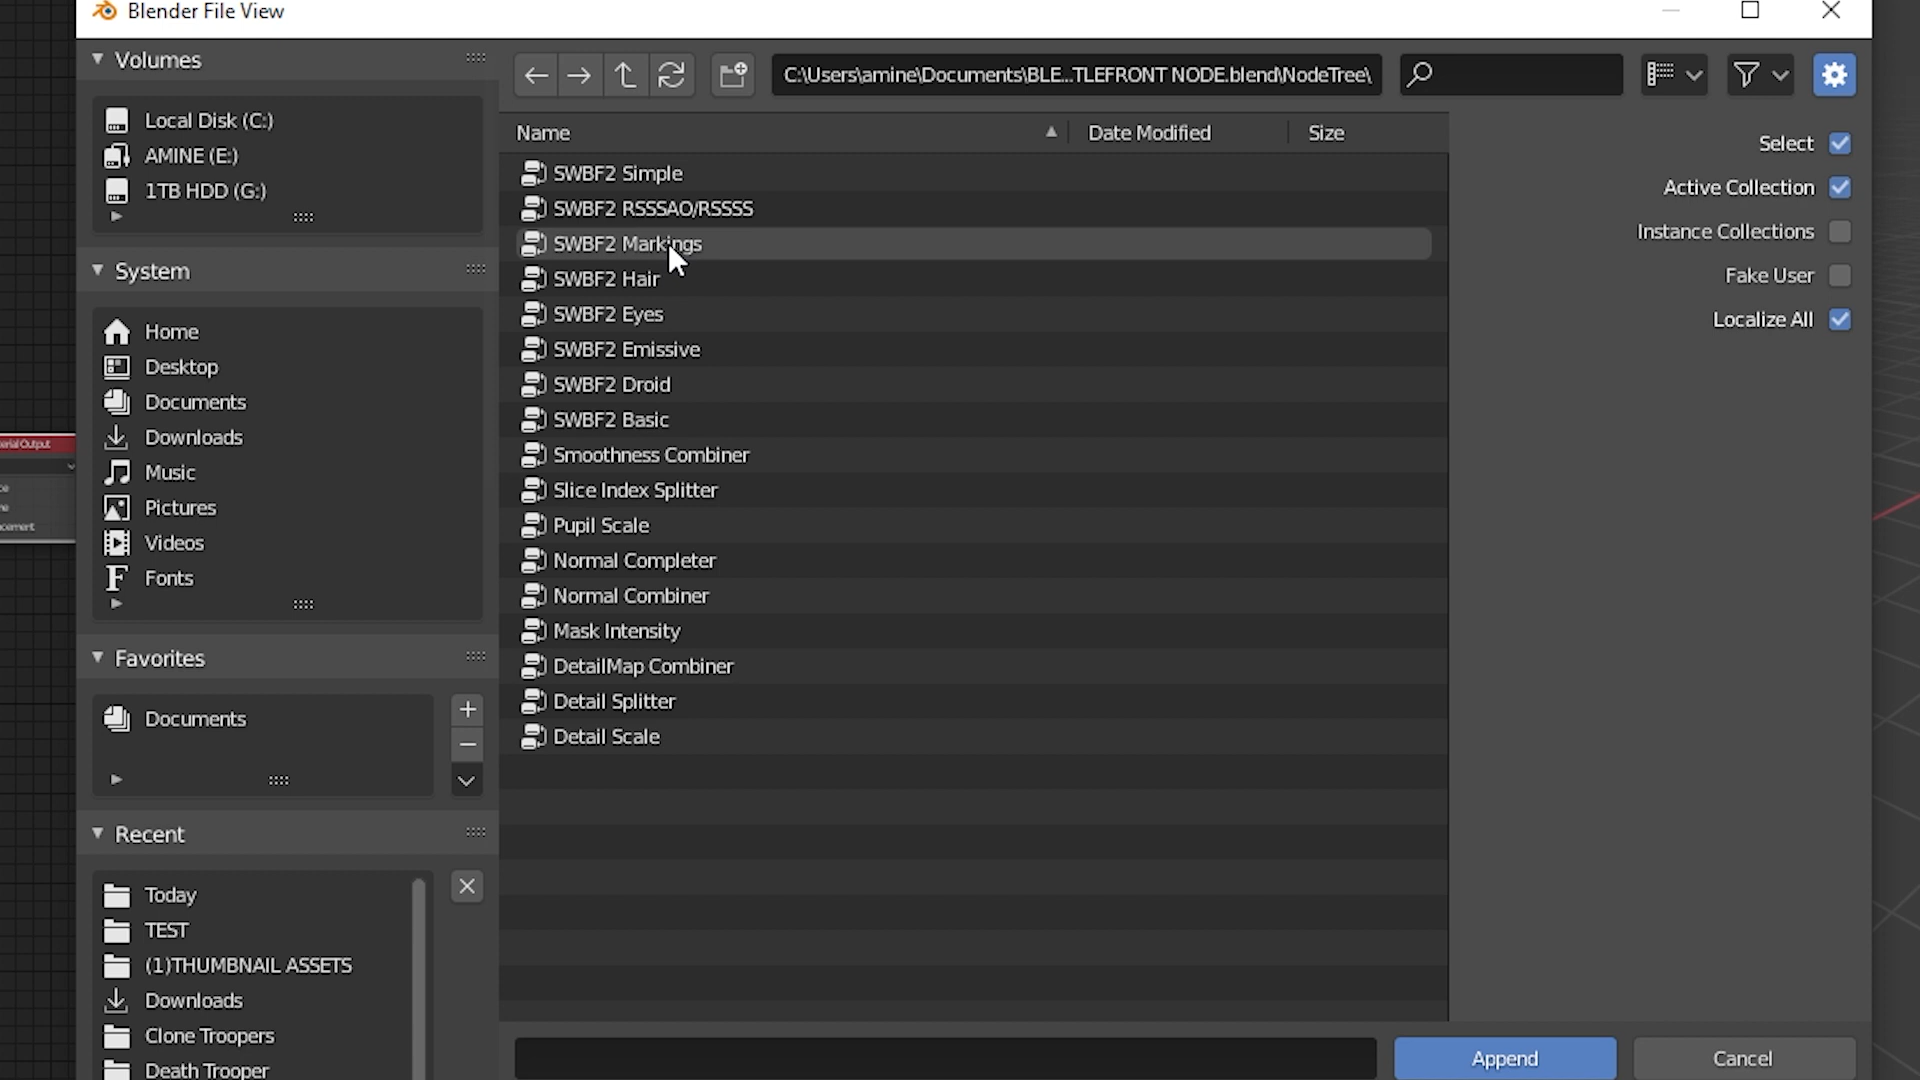 Blender File View
Volumes
Local Disk (C:)
AMINE (E:)
1TB HDD (G:)
System
Home
Desktop
Documents
Downloads
Music
Pictures
Videos
Fonts
Favorites
Documents
Recent
Today
TEST
(1)THUMBNAIL ASSETS
Downloads
Clone Troopers
Death Trooper
C:\Users\amine\Documents\BLE...TLEFRONT NODE.blend\NodeTree\
Name
Date Modified
Size
SWBF2 Simple
SWBF2 RSSSAO/RSSSS
SWBF2 Markings
SWBF2 Hair
SWBF2 Eyes
SWBF2 Emissive
SWBF2 Droid
SWBF2 Basic
Smoothness Combiner
Slice Index Splitter
Pupil Scale
Normal Completer
Normal Combiner
Mask Intensity
DetailMap Combiner
Detail Splitter
Detail Scale
Select
Active Collection
Instance Collections
Fake User
Localize All
Append
Cancel
Output